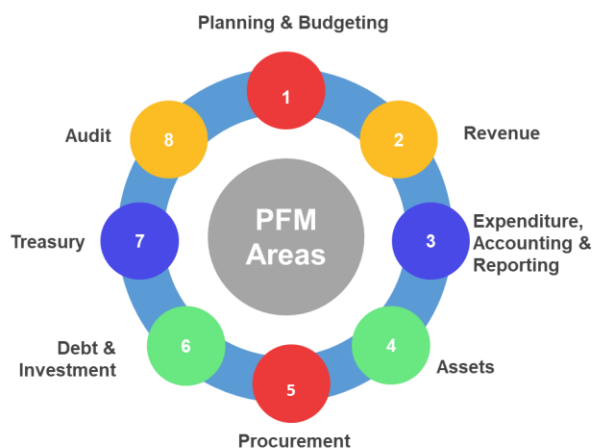 Planning & Budgeting
1
2
Revenue
3
Expenditure,
Accounting &
Reporting
4
Assets
5
Procurement
6
Debt &
Investment
7
Treasury
8
Audit
PFM
Areas